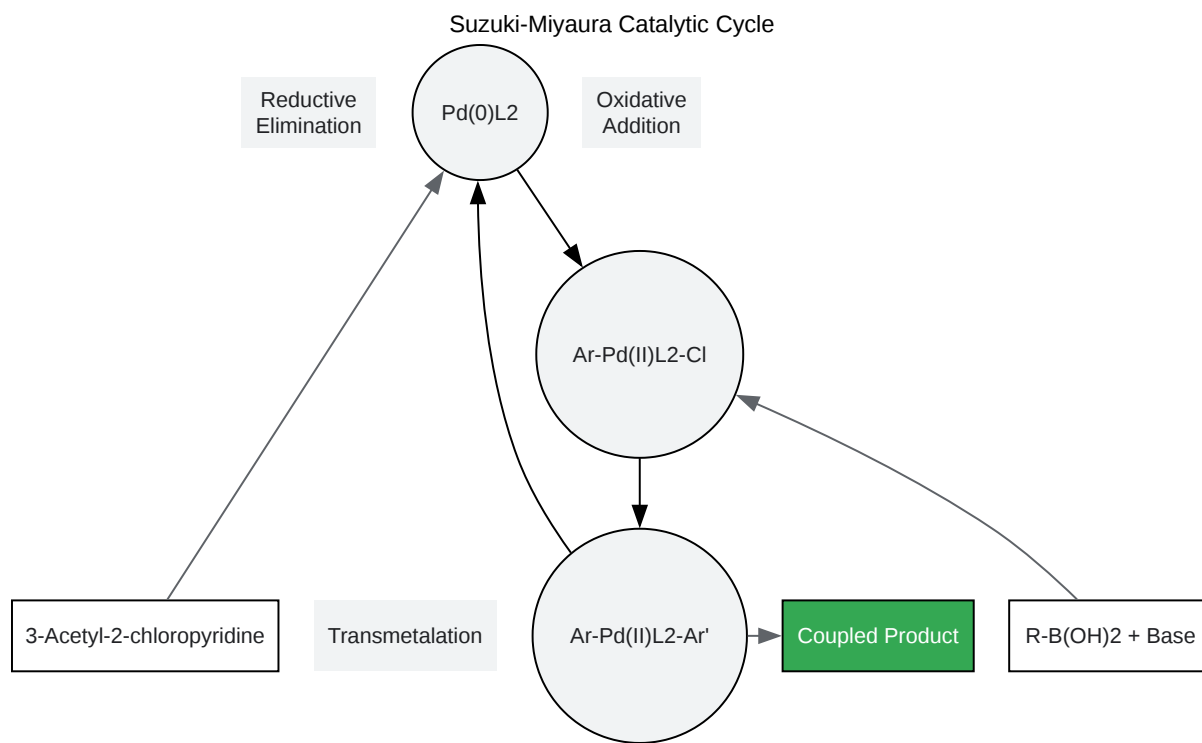 Suzuki-Miyaura Catalytic Cycle
Reductive
Elimination
Pd(0)L2
Oxidative
Addition
Ar-Pd(II)L2-Cl
3-Acetyl-2-chloropyridine
Transmetalation
Ar-Pd(II)L2-Ar'
Coupled Product
R-B(OH)2 + Base